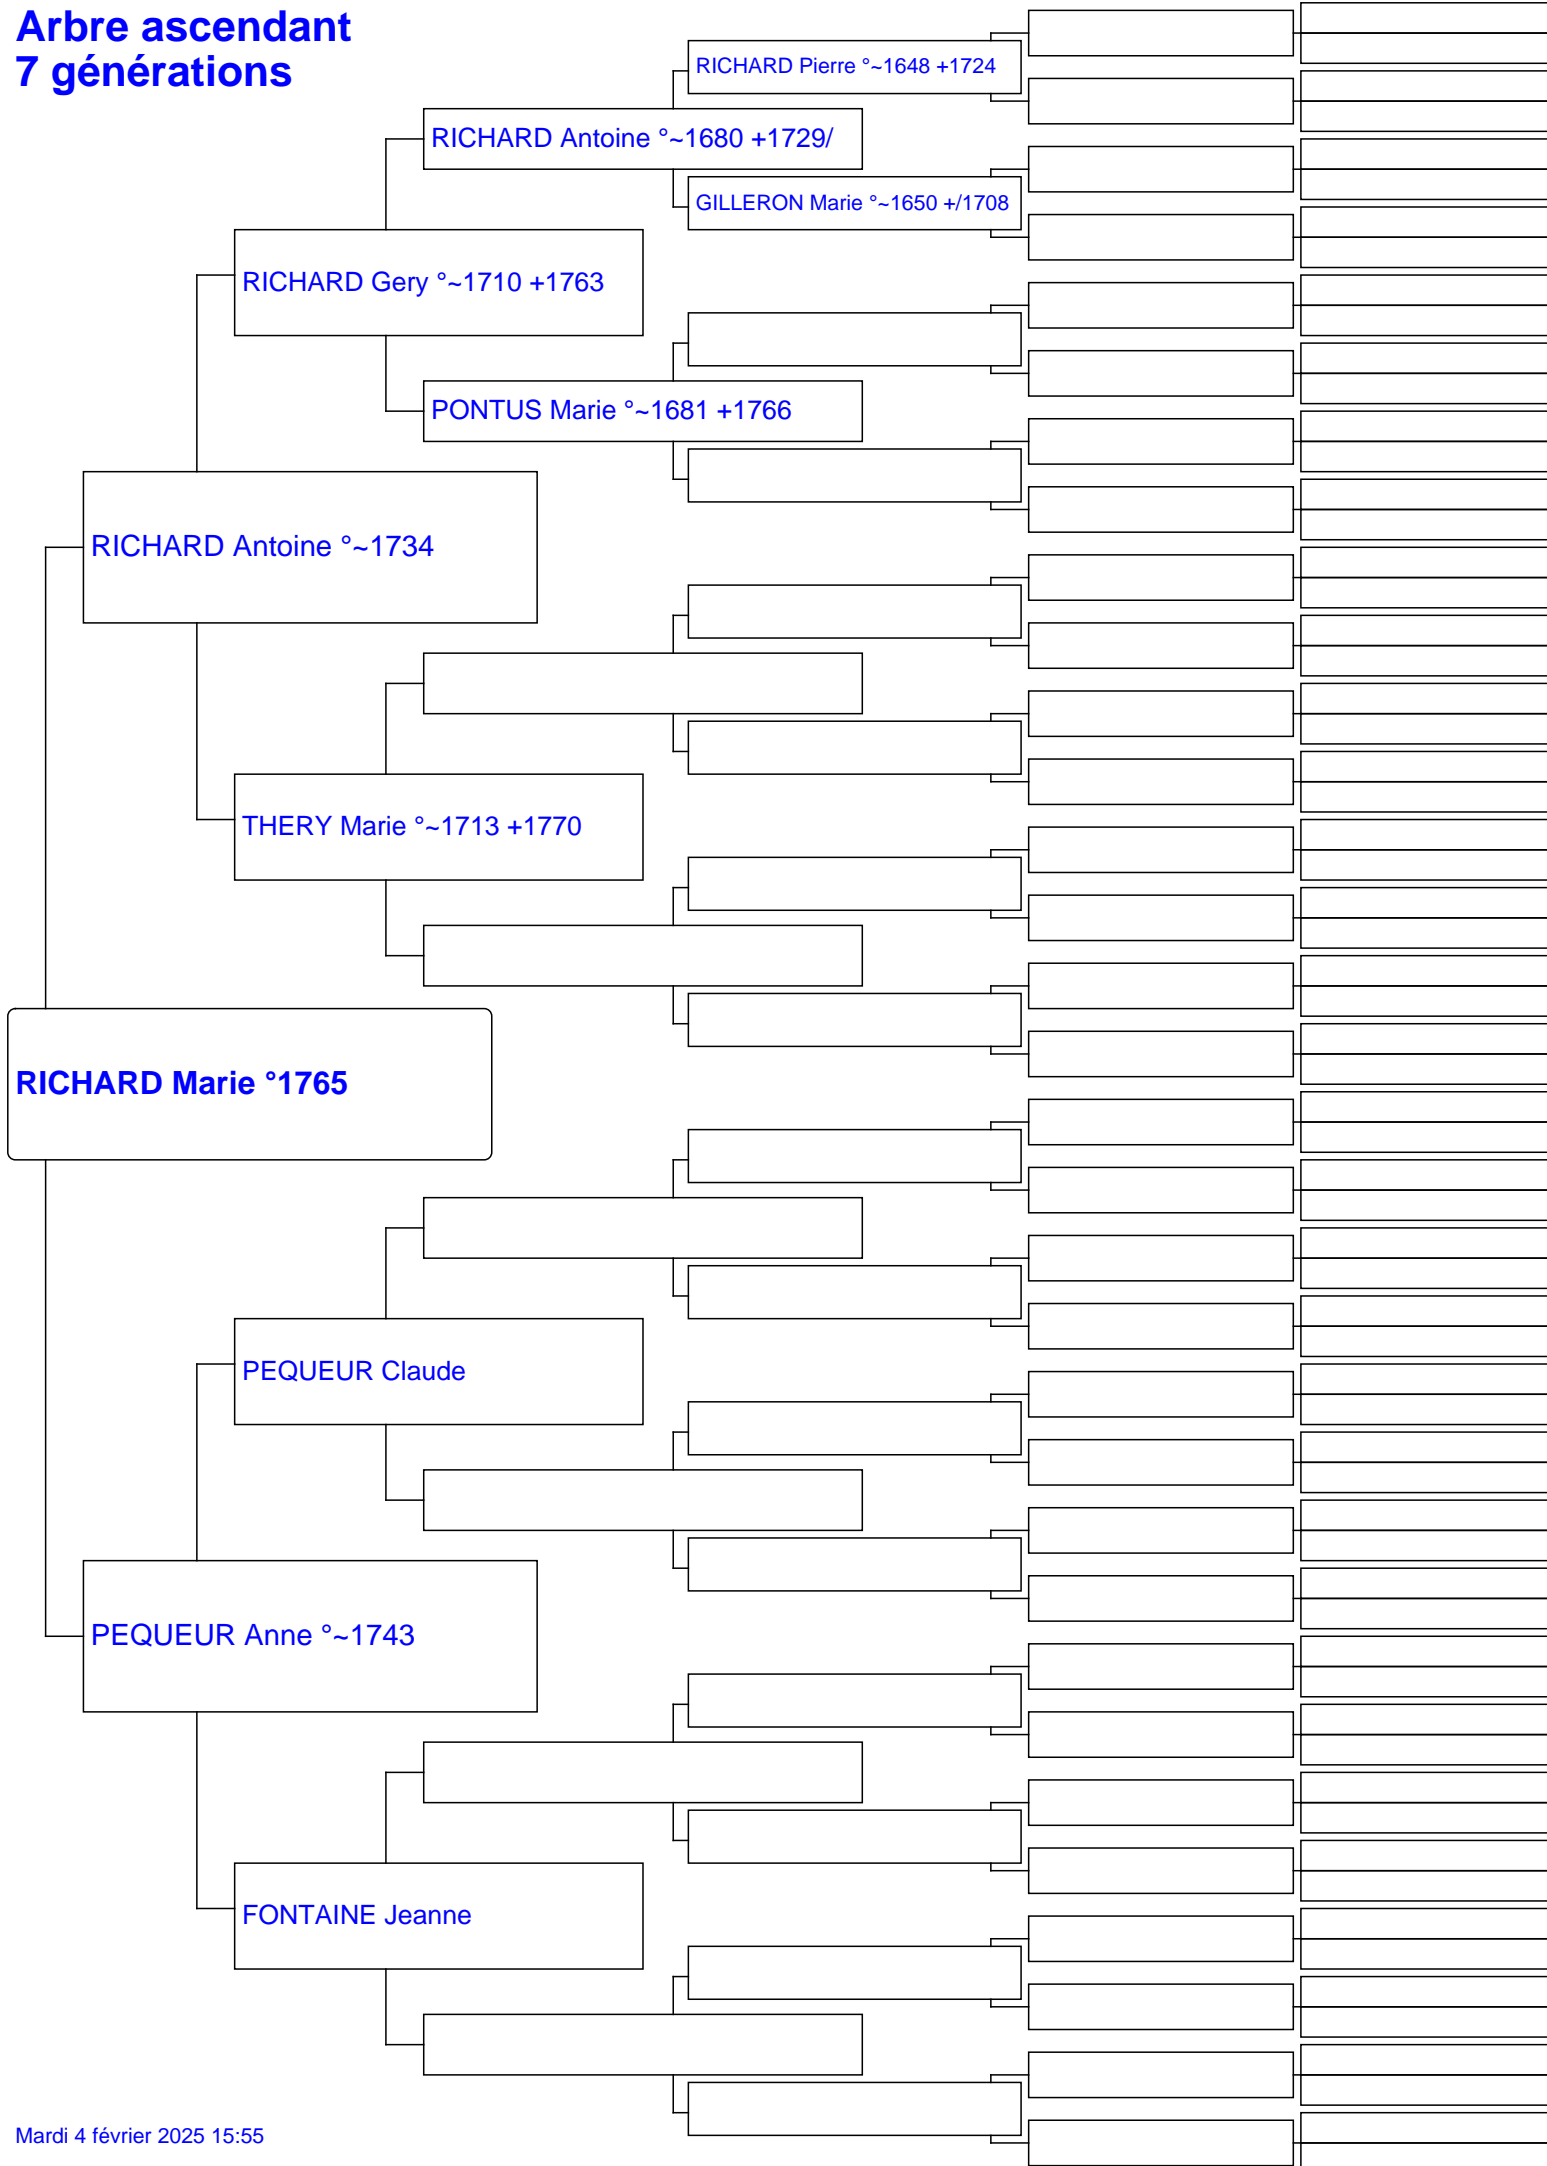 Arbre ascendant
7 générations
RICHARD Pierre °~1648 +1724
RICHARD Antoine °~1680 +1729/
GILLERON Marie °~1650 +/1708
RICHARD Gery °~1710 +1763
PONTUS Marie °~1681 +1766
RICHARD Antoine °~1734
THERY Marie °~1713 +1770
RICHARD Marie °1765
PEQUEUR Claude
PEQUEUR Anne °~1743
FONTAINE Jeanne
Mardi 4 février 2025 15:55